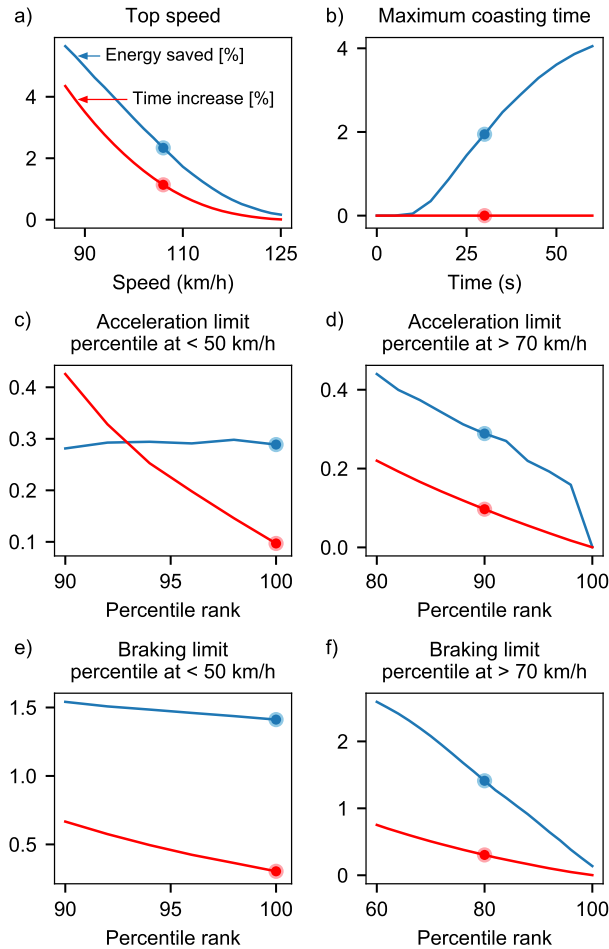 a) Top speed
Energy saved [%]
Time increase [%]
4
2
0
90 110 125
Speed (km/h)
b) Maximum coasting time
4
2
0
0 25 50
Time (s)
c) Acceleration limit
percentile at < 50 km/h
0.4
0.3
0.2
0.1
90 95 100
Percentile rank
d) Acceleration limit
percentile at > 70 km/h
0.4
0.2
0.0
80 90 100
Percentile rank
e) Braking limit
percentile at < 50 km/h
1.5
1.0
0.5
90 95 100
Percentile rank
f) Braking limit
percentile at > 70 km/h
2
1
0
60 80 100
Percentile rank